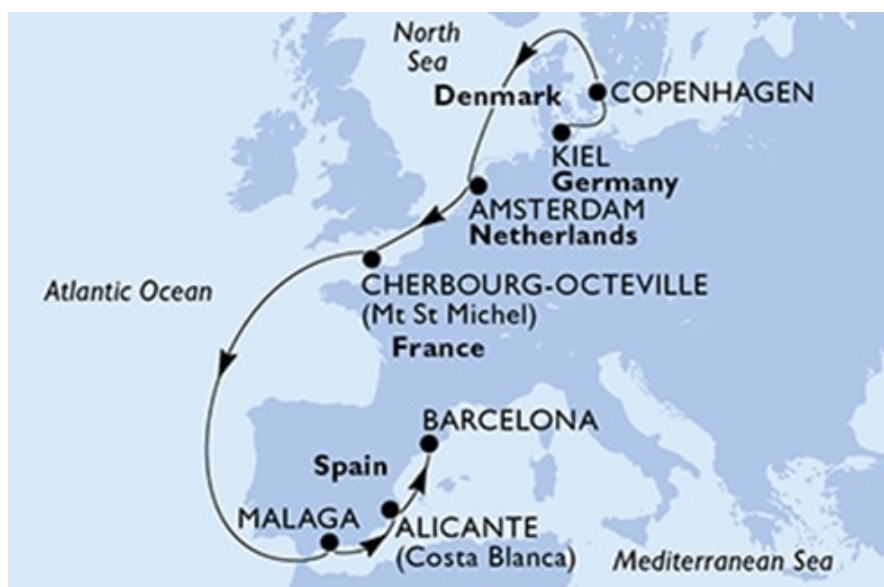 North
Sea
Denmark
COPENHAGEN
KIEL
Germany
AMSTERDAM
Netherlands
Atlantic Ocean
CHERBOURG-OCTEVILLE
(Mt St Michel)
France
BARCELONA
Spain
MALAGA
ALICANTE
(Costa Blanca)
Mediterranean Sea